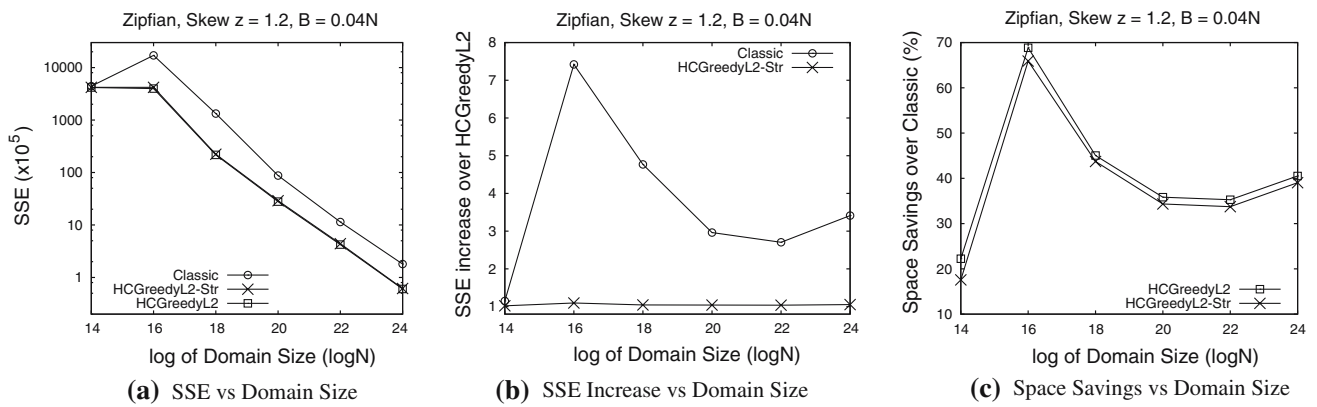 Zipfian, Skew z = 1.2, B = 0.04N
SSE (x10^5)
10000
1000
100
10
1
Classic
HCGreedyL2-Str
HCGreedyL2
14 16 18 20 22 24
log of Domain Size (logN)
(a) SSE vs Domain Size
Zipfian, Skew z = 1.2, B = 0.04N
SSE increase over HCGreedyL2
8
7
6
5
4
3
2
1
Classic
HCGreedyL2-Str
14 16 18 20 22 24
log of Domain Size (logN)
(b) SSE Increase vs Domain Size
Zipfian, Skew z = 1.2, B = 0.04N
Space Savings over Classic (%)
70
60
50
40
30
20
10
HCGreedyL2
HCGreedyL2-Str
14 16 18 20 22 24
log of Domain Size (logN)
(c) Space Savings vs Domain Size